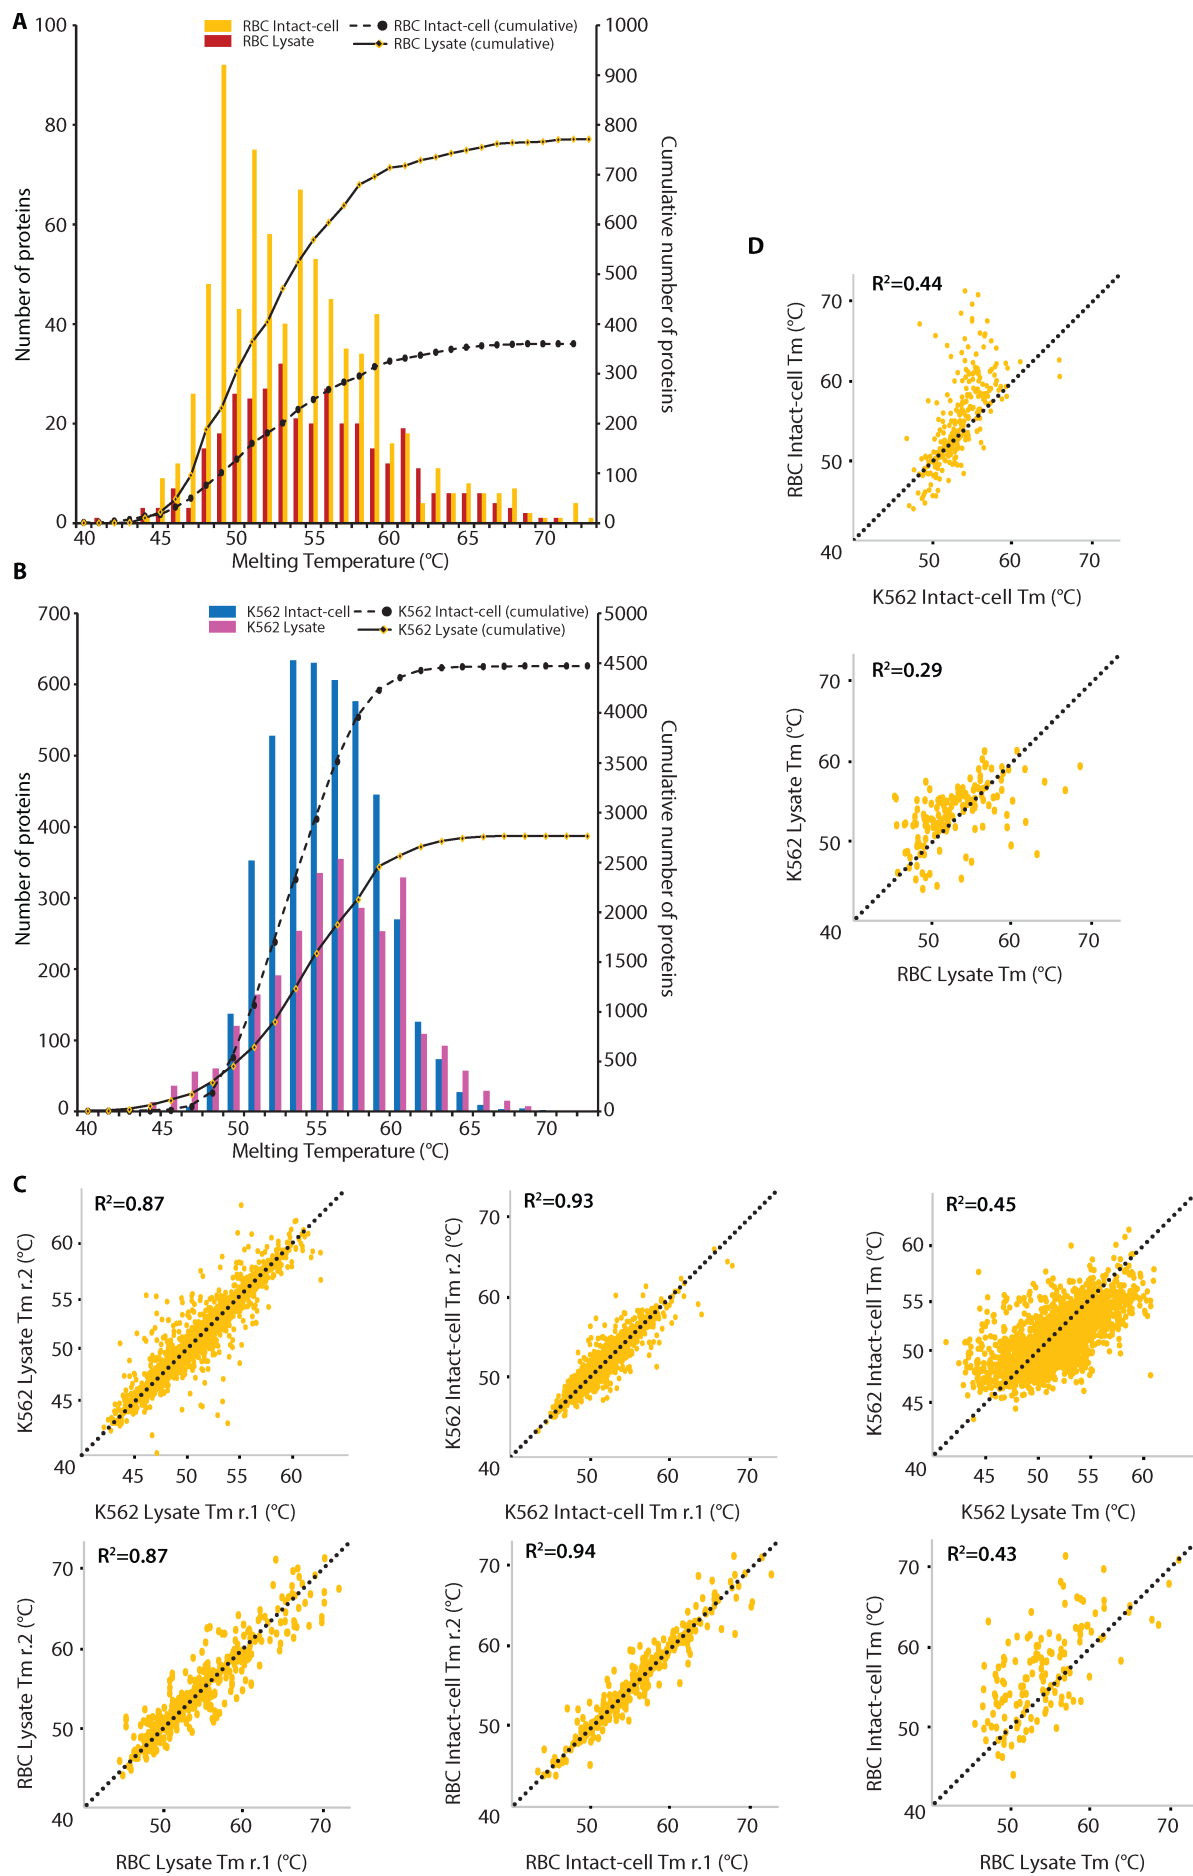 A
RBC Intact-cell
RBC Lysate
RBC Intact-cell (cumulative)
RBC Lysate (cumulative)
100
80
60
40
20
0
Number of proteins
1000
900
800
700
600
500
400
300
200
100
0
Cumulative number of proteins
40 45 50 55 60 65 70
Melting Temperature (°C)
B
K562 Intact-cell
K562 Lysate
K562 Intact-cell (cumulative)
K562 Lysate (cumulative)
700
600
500
400
300
200
100
0
Number of proteins
5000
4500
4000
3500
3000
2500
2000
1500
1000
500
0
Cumulative number of proteins
40 45 50 55 60 65 70
Melting Temperature (°C)
D
R²=0.44
70
60
50
40
RBC Intact-cell Tm (°C)
50 60 70
K562 Intact-cell Tm (°C)
R²=0.29
70
60
50
40
K562 Lysate Tm (°C)
50 60 70
RBC Lysate Tm (°C)
C
R²=0.87
60
55
50
45
40
K562 Lysate Tm r.2 (°C)
45 50 55 60
K562 Lysate Tm r.1 (°C)
R²=0.93
70
60
50
40
K562 Intact-cell Tm r.2 (°C)
50 60 70
K562 Intact-cell Tm r.1 (°C)
R²=0.45
60
55
50
45
40
K562 Intact-cell Tm (°C)
45 50 55 60
K562 Lysate Tm (°C)
R²=0.87
70
60
50
40
RBC Lysate Tm r.2 (°C)
50 60 70
RBC Lysate Tm r.1 (°C)
R²=0.94
70
60
50
40
RBC Intact-cell Tm r.2 (°C)
50 60 70
RBC Intact-cell Tm r.1 (°C)
R²=0.43
70
60
50
40
RBC Intact-cell Tm (°C)
50 60 70
RBC Lysate Tm (°C)